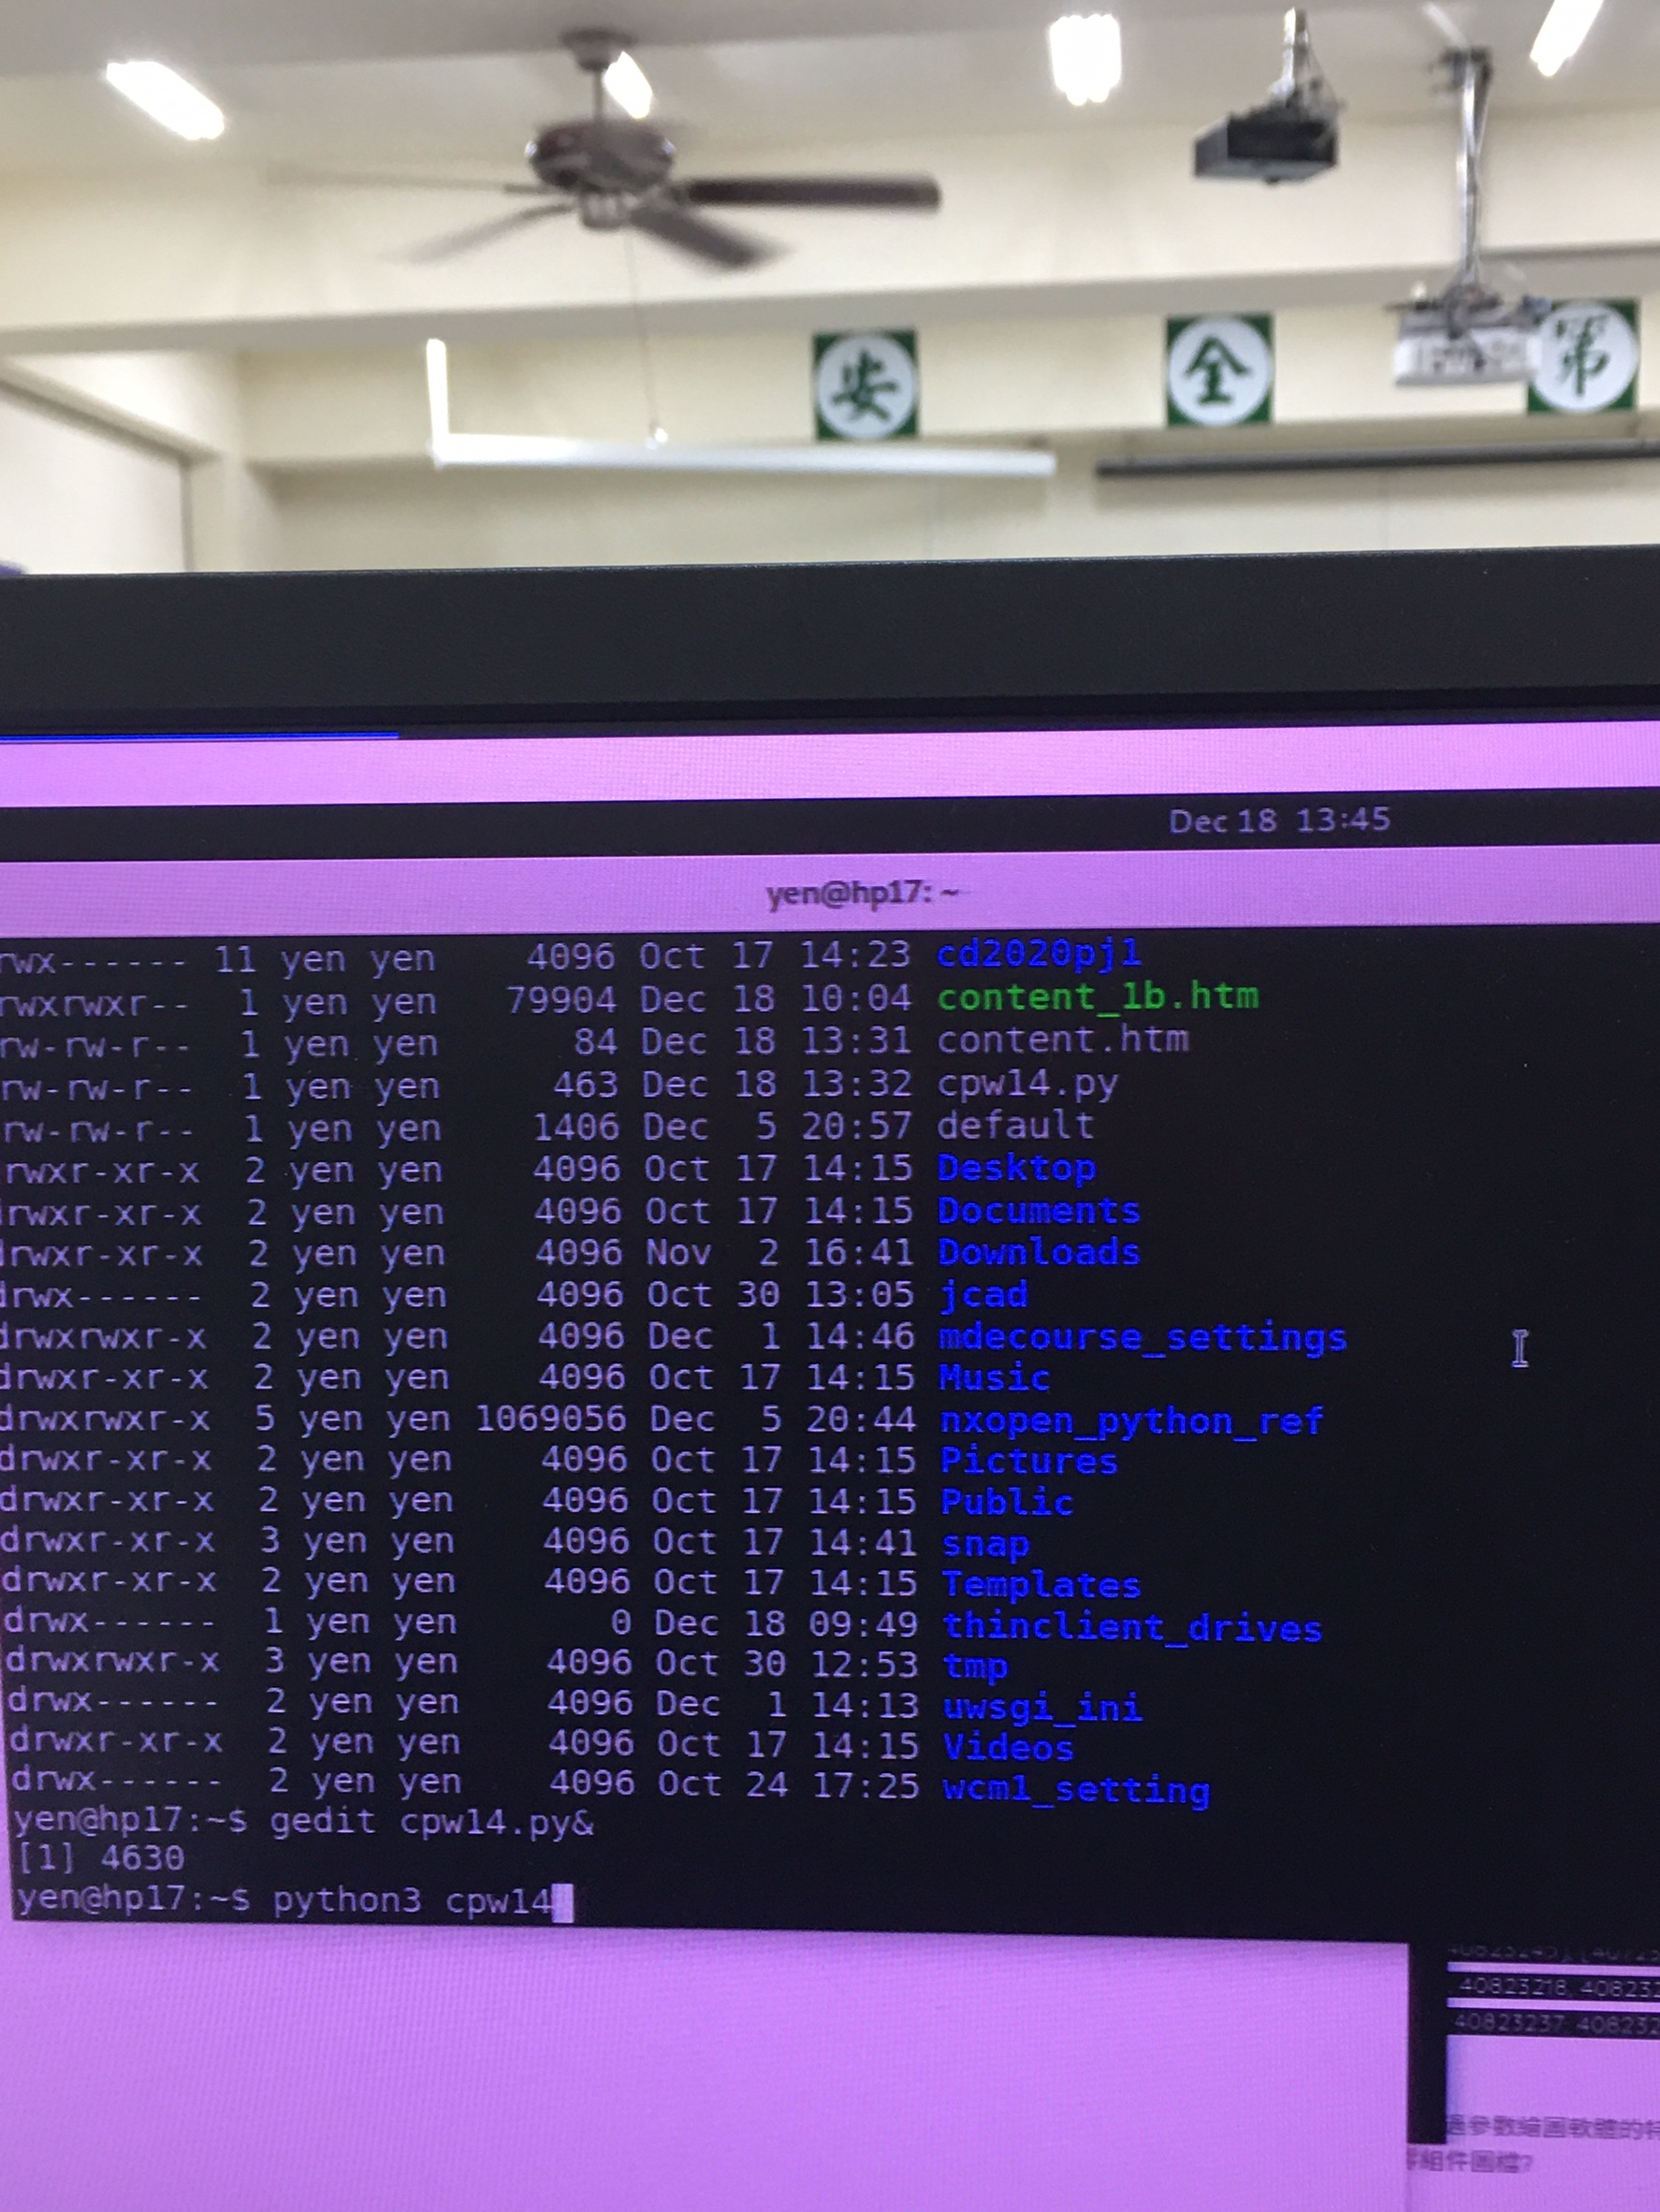 安 全 第
Dec 18 13:45
yen@hp17: ~
rwx------ 11 yen yen 4096 Oct 17 14:23 cd2020pj1
rwxrwxr-- 1 yen yen 79904 Dec 18 10:04 content_1b.htm
rw-rw-r-- 1 yen yen 84 Dec 18 13:31 content.htm
rw-rw-r-- 1 yen yen 463 Dec 18 13:32 cpw14.py
rw-rw-r-- 1 yen yen 1406 Dec 5 20:57 default
rwxr-xr-x 2 yen yen 4096 Oct 17 14:15 Desktop
drwxr-xr-x 2 yen yen 4096 Oct 17 14:15 Documents
drwxr-xr-x 2 yen yen 4096 Nov 2 16:41 Downloads
drwx------ 2 yen yen 4096 Oct 30 13:05 jcad
drwxrwxr-x 2 yen yen 4096 Dec 1 14:46 mdecourse_settings
drwxr-xr-x 2 yen yen 4096 Oct 17 14:15 Music
drwxrwxr-x 5 yen yen 1069056 Dec 5 20:44 nxopen_python_ref
drwxr-xr-x 2 yen yen 4096 Oct 17 14:15 Pictures
drwxr-xr-x 2 yen yen 4096 Oct 17 14:15 Public
drwxr-xr-x 3 yen yen 4096 Oct 17 14:41 snap
drwxr-xr-x 2 yen yen 4096 Oct 17 14:15 Templates
drwx------ 1 yen yen 0 Dec 18 09:49 thinclient_drives
drwxrwxr-x 3 yen yen 4096 Oct 30 12:53 tmp
drwx------ 2 yen yen 4096 Dec 1 14:13 uwsgi_ini
drwxr-xr-x 2 yen yen 4096 Oct 17 14:15 Videos
drwx------ 2 yen yen 4096 Oct 24 17:25 wcm1_setting
yen@hp17:~$ gedit cpw14.py&
[1] 4630
yen@hp17:~$ python3 cpw14
40823218, 408232
40823237, 408232
參數繪圖軟體的特
組件圖檔?